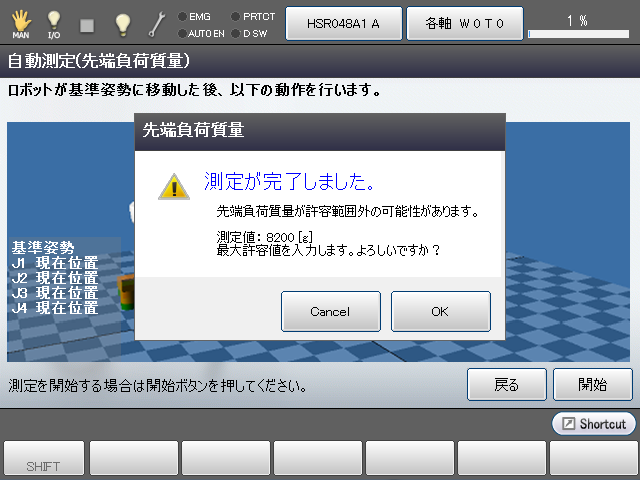 MAN
I/O
EMG
PRTCT
AUTOEN
D SW
HSR048A1 A
各軸 W0T0
1 %
自動測定(先端負荷質量)
ロボットが基準姿勢に移動した後、以下の動作を行います。
先端負荷質量
測定が完了しました。
先端負荷質量が許容範囲外の可能性があります。
測定値: 8200 [g]
最大許容値を入力します。よろしいですか？
基準姿勢
J1 現在位置
J2 現在位置
J3 現在位置
J4 現在位置
Cancel
OK
測定を開始する場合は開始ボタンを押してください。
戻る
開始
Shortcut
SHIFT